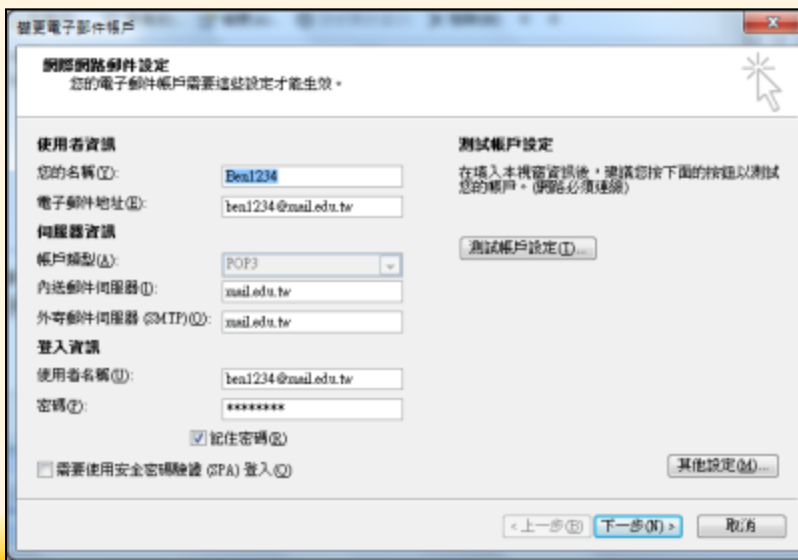 變更電子郵件帳戶
網際網路郵件設定
您的電子郵件帳戶需要這些設定才能生效。
使用者資訊
您的名稱(Y): Ben1234
電子郵件地址(E): ben1234@mail.edu.tw
伺服器資訊
帳戶類型(A): POP3
內送郵件伺服器(I): mail.edu.tw
外寄郵件伺服器 (SMTP)(O): mail.edu.tw
登入資訊
使用者名稱(U): ben1234@mail.edu.tw
密碼(P): ********
記住密碼(R)
需要使用安全密碼驗證 (SPA) 登入(Q)
測試帳戶設定
在填入本視窗資訊後，建議您按下面的按鈕以測試
您的帳戶。(網路必須連線)
測試帳戶設定(T)...
其他設定(M)...
<上一步(B) 下一步(N)> 取消